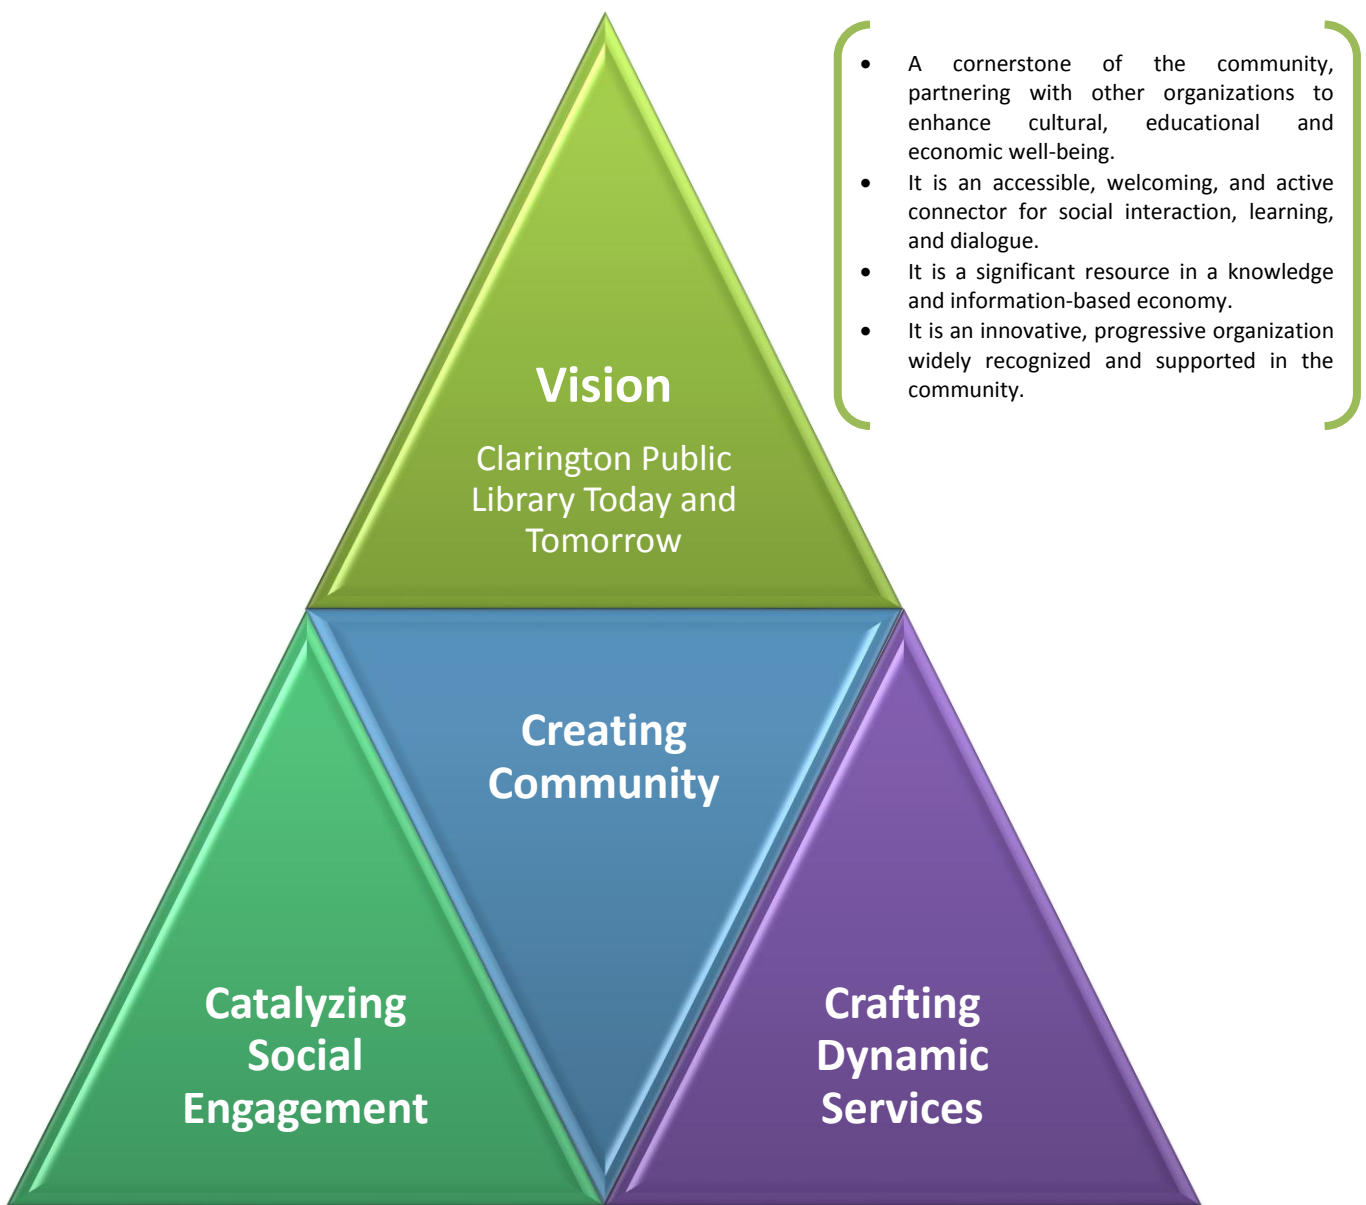 • A cornerstone of the community,
partnering with other organizations to
enhance cultural, educational and
economic well-being.
• It is an accessible, welcoming, and active
connector for social interaction, learning,
and dialogue.
• It is a significant resource in a knowledge
and information-based economy.
• It is an innovative, progressive organization
widely recognized and supported in the
community.
Vision
Clarington Public
Library Today and
Tomorrow
Creating
Community
Catalyzing
Social
Engagement
Crafting
Dynamic
Services